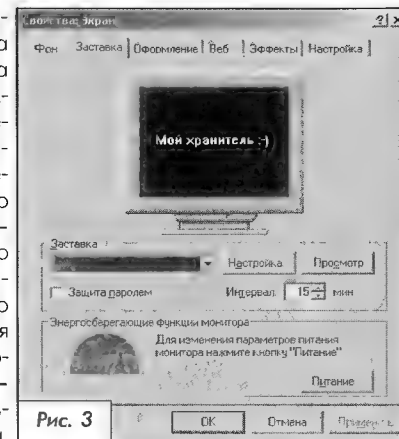 Свойства: Экран
Фон Заставка Оформление Веб Эффекты Настройка
Мой хранитель :-)
Заставка
Настройка Просмотр
Защита паролем Интервал: 15 мин
Энергосберегающие функции монитора
Для изменения параметров питания
монитора нажмите кнопку "Питание"
Питание
Рис. 3
OK Отмена